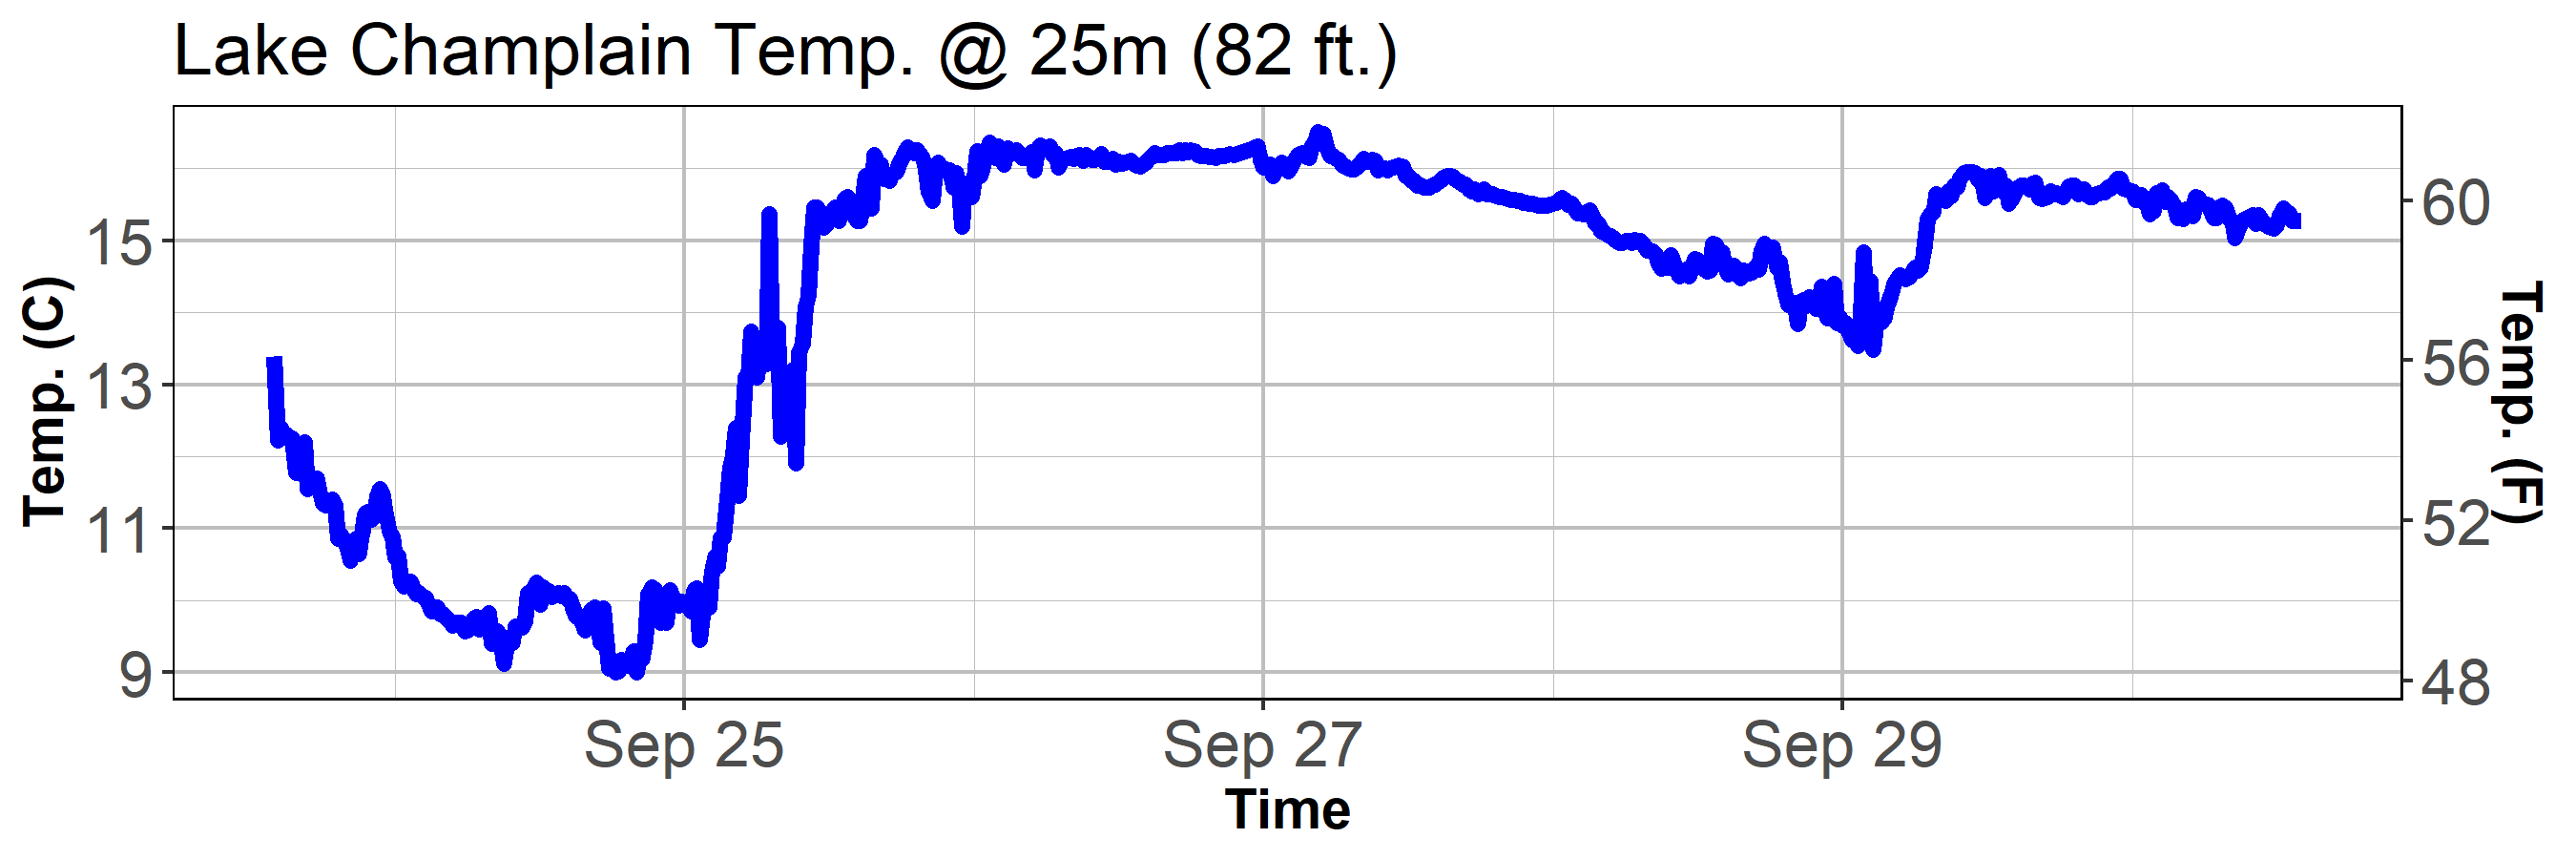 Lake Champlain Temp. @ 25m (82 ft.)
Temp. (C)
15
13
11
9
60
56
52
48
Temp. (F)
Sep 25
Sep 27
Sep 29
Time